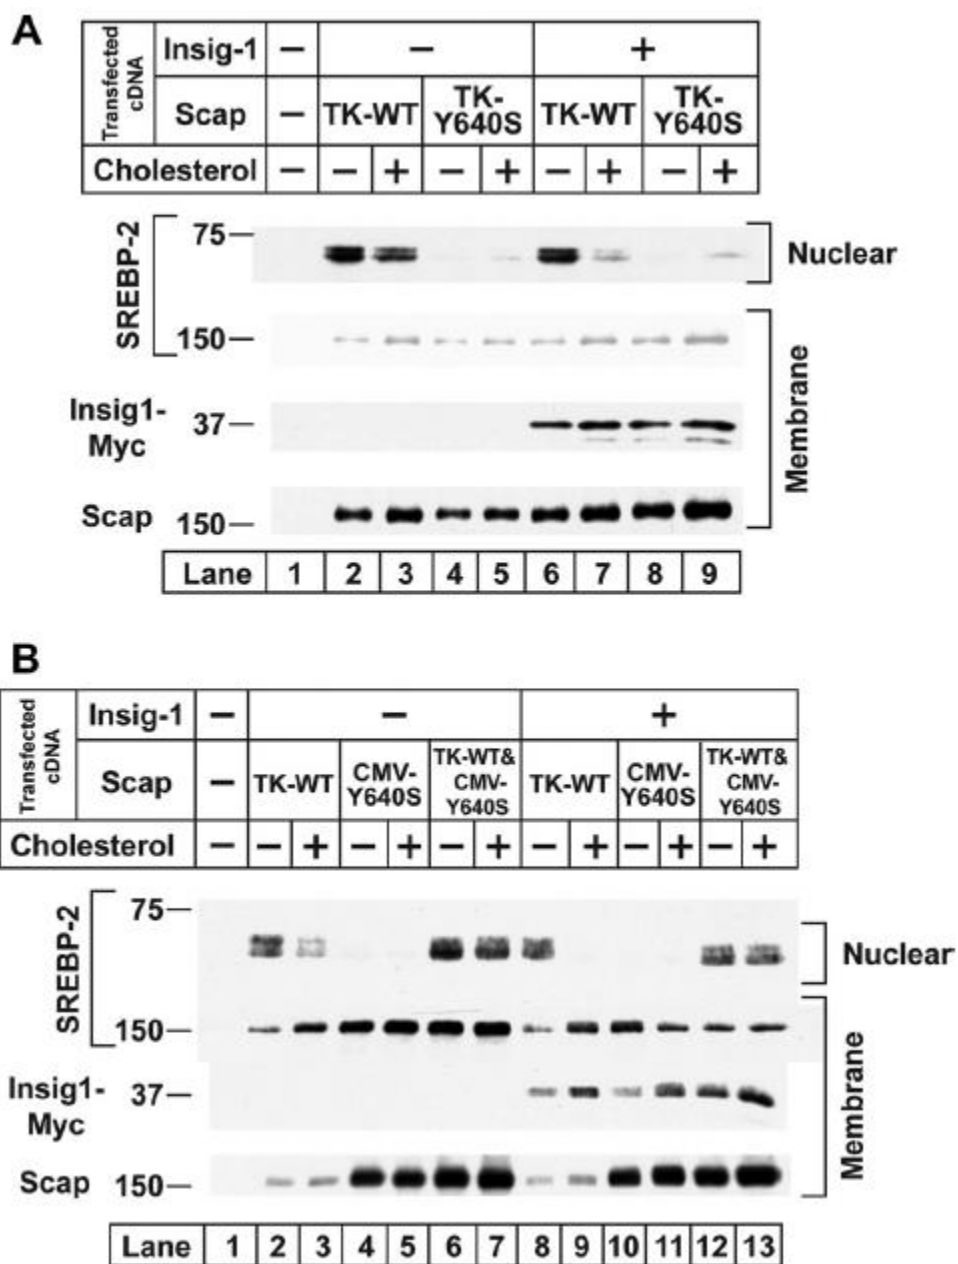 A
Transfected
cDNA
Insig-1 − − +
Scap − TK-WT TK-Y640S TK-WT TK-Y640S
Cholesterol − − + − + − + − +
SREBP-2
75
Nuclear
150
Insig1-
Myc
37
Membrane
Scap
150
Lane 1 2 3 4 5 6 7 8 9
B
Transfected
cDNA
Insig-1 − − +
Scap − TK-WT CMV-Y640S TK-WT& CMV-Y640S TK-WT CMV-Y640S TK-WT& CMV-Y640S
Cholesterol − − + − + − + − + − + − +
SREBP-2
75
Nuclear
150
Insig1-
Myc
37
Membrane
Scap
150
Lane 1 2 3 4 5 6 7 8 9 10 11 12 13